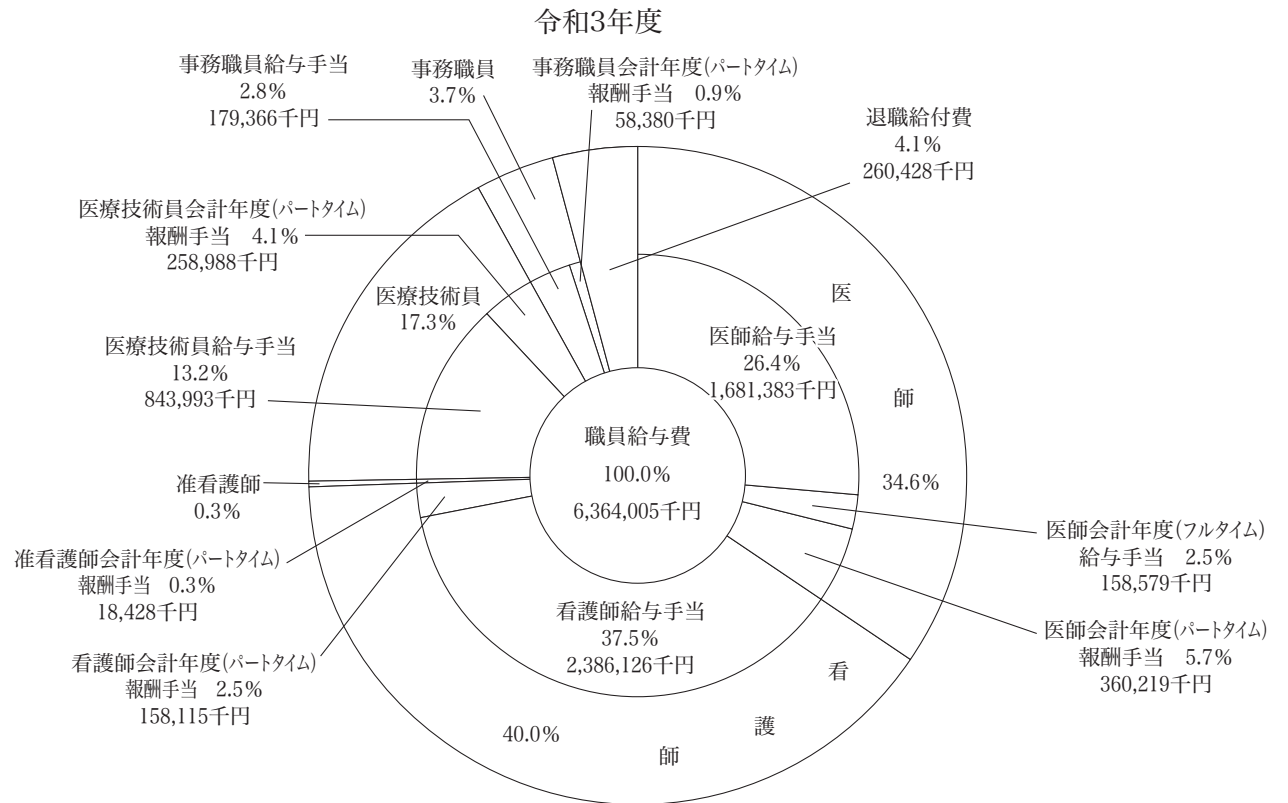 令和3年度
事務職員給与手当
2.8%
179,366千円
事務職員
3.7%
事務職員会計年度(パートタイム)
報酬手当　0.9%
58,380千円
退職給付費
4.1%
260,428千円
医療技術員会計年度(パートタイム)
報酬手当　4.1%
258,988千円
医療技術員
17.3%
医療技術員給与手当
13.2%
843,993千円
准看護師
0.3%
准看護師会計年度(パートタイム)
報酬手当　0.3%
18,428千円
看護師会計年度(パートタイム)
報酬手当　2.5%
158,115千円
医師
34.6%
医師給与手当
26.4%
1,681,383千円
職員給与費
100.0%
6,364,005千円
医師会計年度(フルタイム)
給与手当　2.5%
158,579千円
医師会計年度(パートタイム)
報酬手当　5.7%
360,219千円
看護師給与手当
37.5%
2,386,126千円
看護師
40.0%